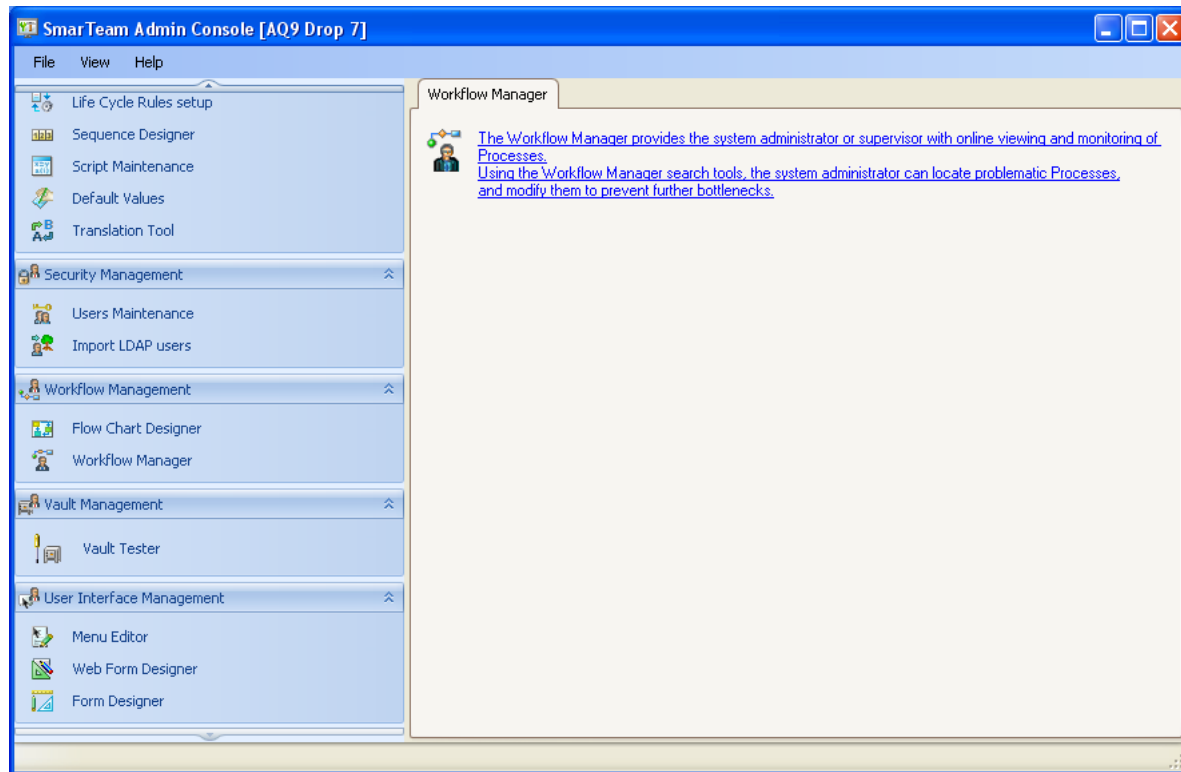 SmarTeam Admin Console [AQ9 Drop 7]
File View Help
Life Cycle Rules setup
Sequence Designer
Script Maintenance
Default Values
Translation Tool
Security Management
Users Maintenance
Import LDAP users
Workflow Management
Flow Chart Designer
Workflow Manager
Vault Management
Vault Tester
User Interface Management
Menu Editor
Web Form Designer
Form Designer
Workflow Manager
The Workflow Manager provides the system administrator or supervisor with online viewing and monitoring of
Processes.
Using the Workflow Manager search tools, the system administrator can locate problematic Processes,
and modify them to prevent further bottlenecks.